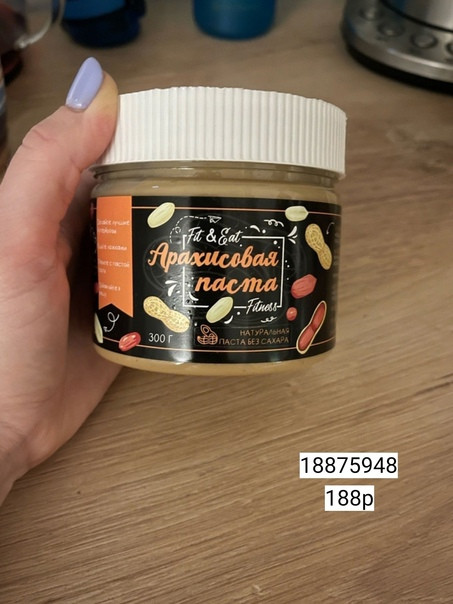 Fit & Eat
Арахисовая
паста
Fitness
300 Г
НАТУРАЛЬНАЯ
ПАСТА БЕЗ САХАРА
18875948
188р